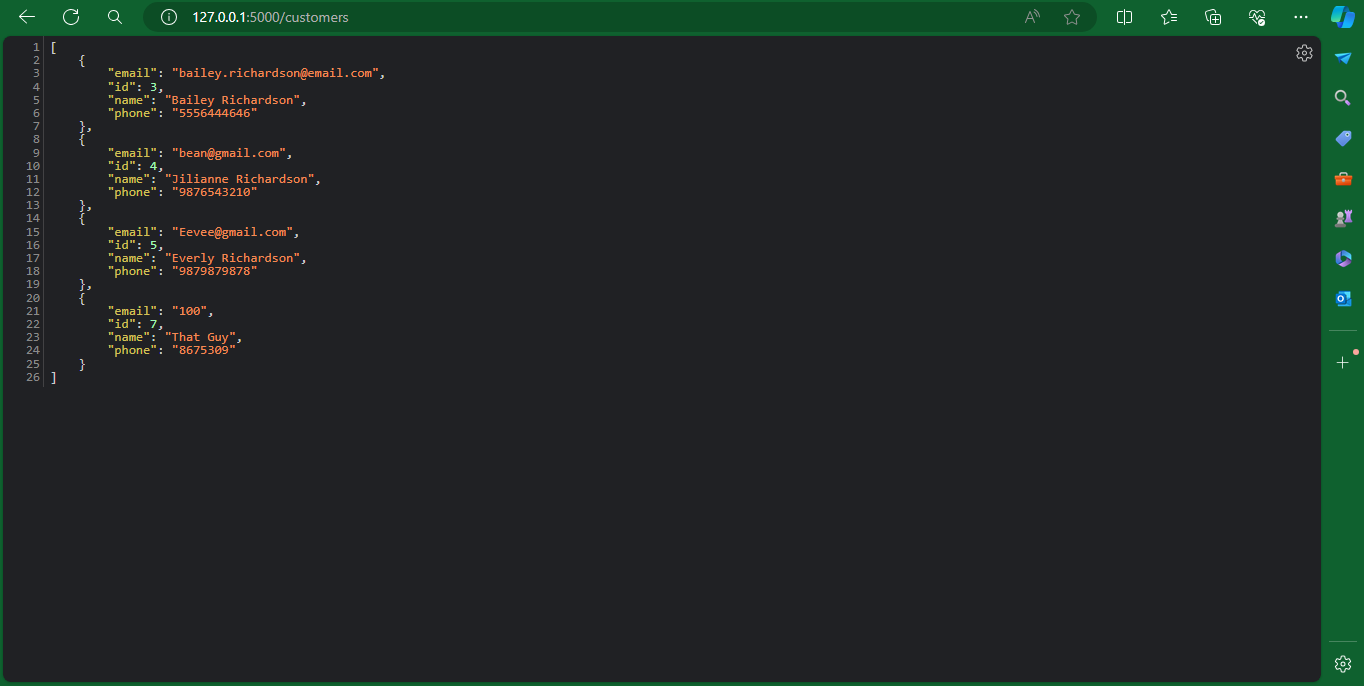 127.0.0.1:5000/customers
1 [
2     {
3         "email": "bailey.richardson@email.com",
4         "id": 3,
5         "name": "Bailey Richardson",
6         "phone": "5556444646"
7     },
8     {
9         "email": "bean@gmail.com",
10         "id": 4,
11         "name": "Jilianne Richardson",
12         "phone": "9876543210"
13     },
14     {
15         "email": "Eevee@gmail.com",
16         "id": 5,
17         "name": "Everly Richardson",
18         "phone": "9879879878"
19     },
20     {
21         "email": "100",
22         "id": 7,
23         "name": "That Guy",
24         "phone": "8675309"
25     }
26 ]